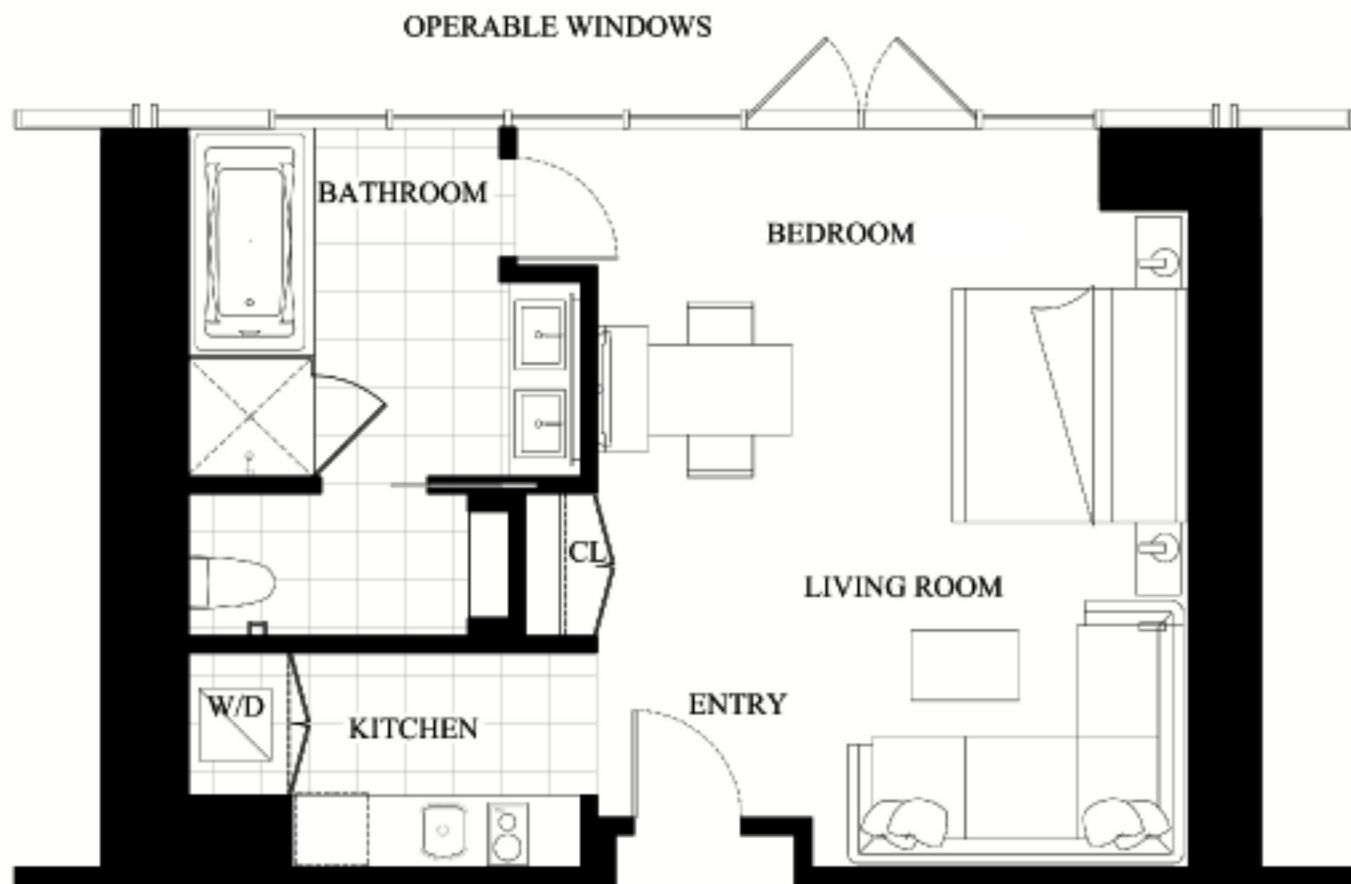 OPERABLE WINDOWS
BATHROOM
BEDROOM
CL
LIVING ROOM
W/D
KITCHEN
ENTRY